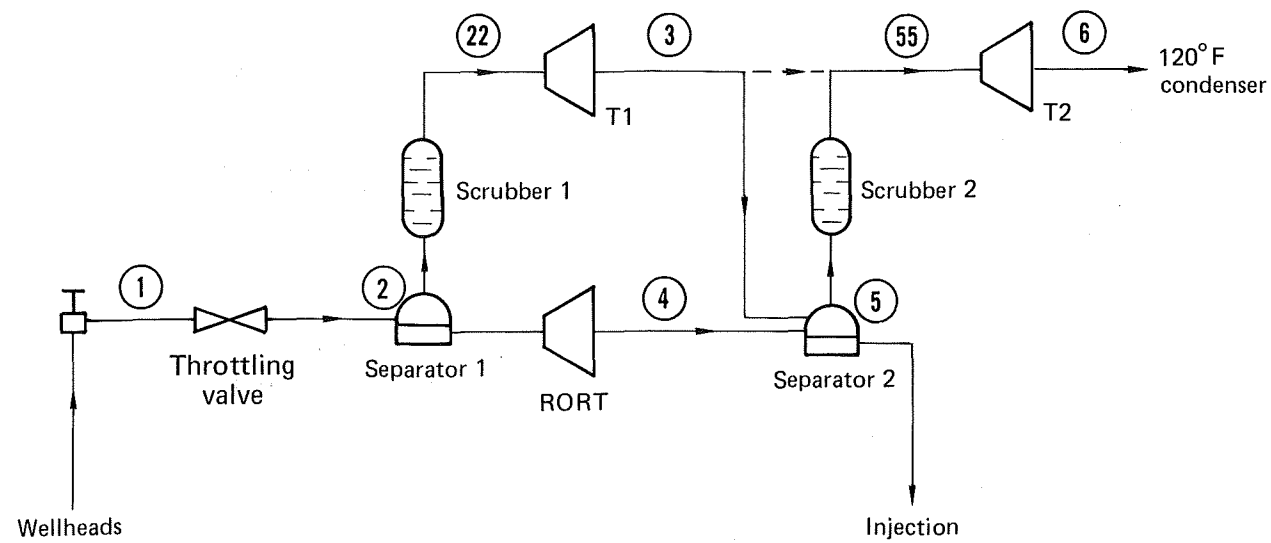 22
3
55
6
120°F
condenser
T1
T2
Scrubber 1
Scrubber 2
1
2
4
5
Throttling
valve
Separator 1
RORT
Separator 2
Wellheads
Injection